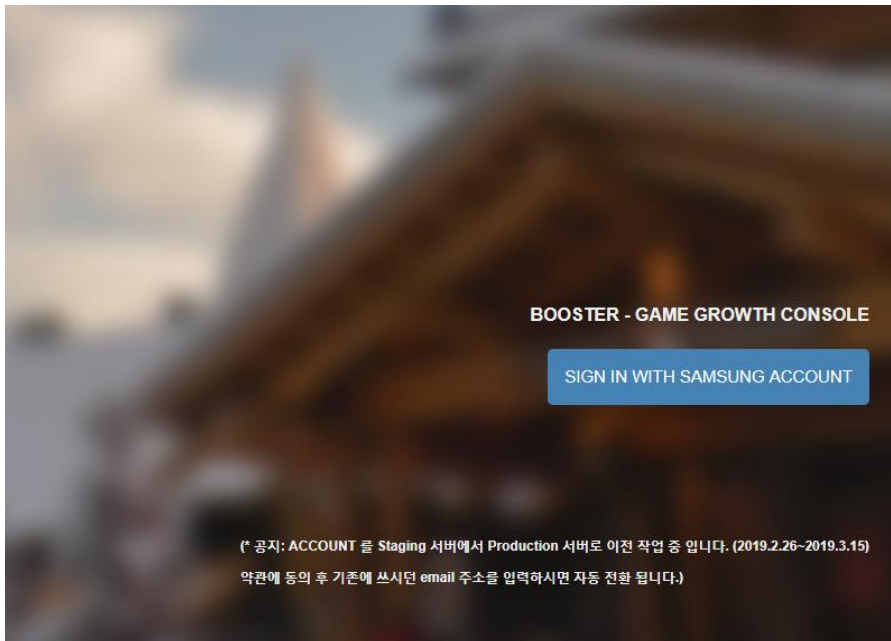 BOOSTER - GAME GROWTH CONSOLE
SIGN IN WITH SAMSUNG ACCOUNT
(* 공지: ACCOUNT 를 Staging 서버에서 Production 서버로 이전 작업 중 입니다. (2019.2.26~2019.3.15)
약관에 동의 후 기존에 쓰시던 email 주소를 입력하시면 자동 전환 됩니다.)